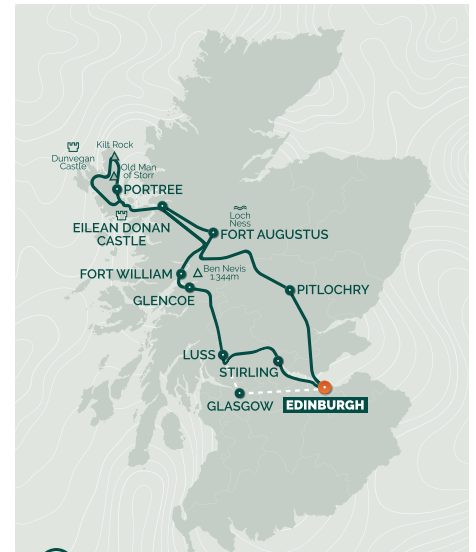 Kilt Rock
Dunvegan
Castle
Old Man
of Storr
PORTREE
EILEAN DONAN
CASTLE
Loch
Ness
FORT AUGUSTUS
FORT WILLIAM
Ben Nevis
1.344m
GLENCOE
PITLOCHRY
LUSS
STIRLING
GLASGOW
EDINBURGH